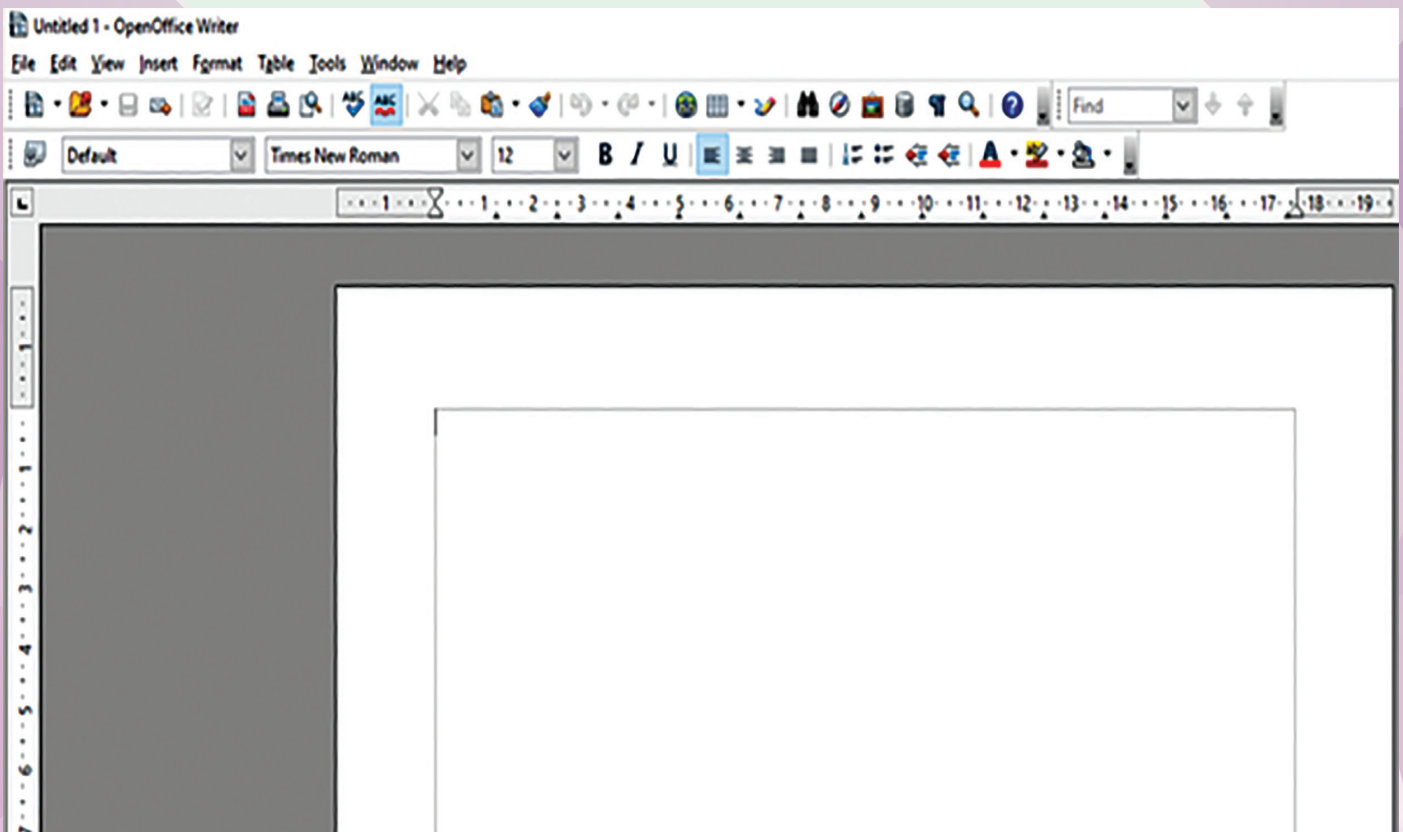 Untitled 1 - OpenOffice Writer
File Edit View Insert Format Table Tools Window Help
ABC ABC Find
Default Times New Roman 12 B I U A
1 1 2 3 4 5 6 7 8 9 10 11 12 13 14 15 16 17 18 19
1
1
2
3
4
5
6
7